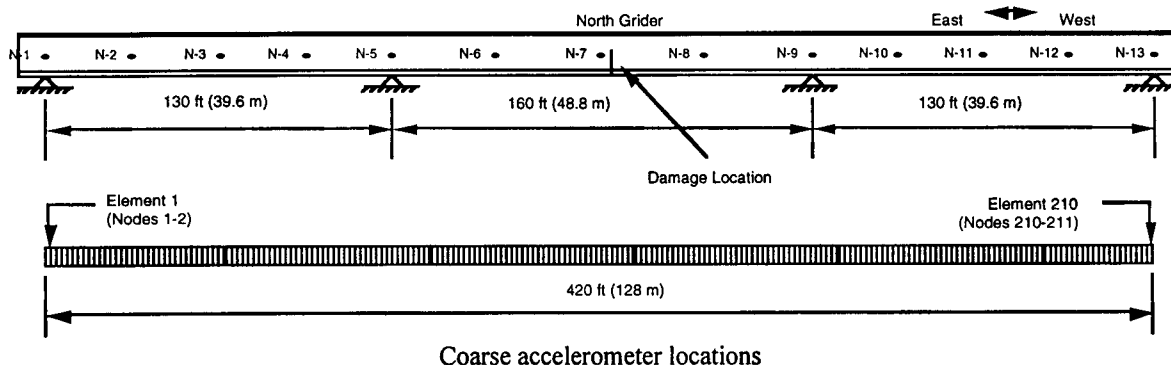 North Grider
East West
N-1 N-2 N-3 N-4 N-5 N-6 N-7 N-8 N-9 N-10 N-11 N-12 N-13
130 ft (39.6 m) 160 ft (48.8 m) 130 ft (39.6 m)
Damage Location
Element 1
(Nodes 1-2)
Element 210
(Nodes 210-211)
420 ft (128 m)
Coarse accelerometer locations